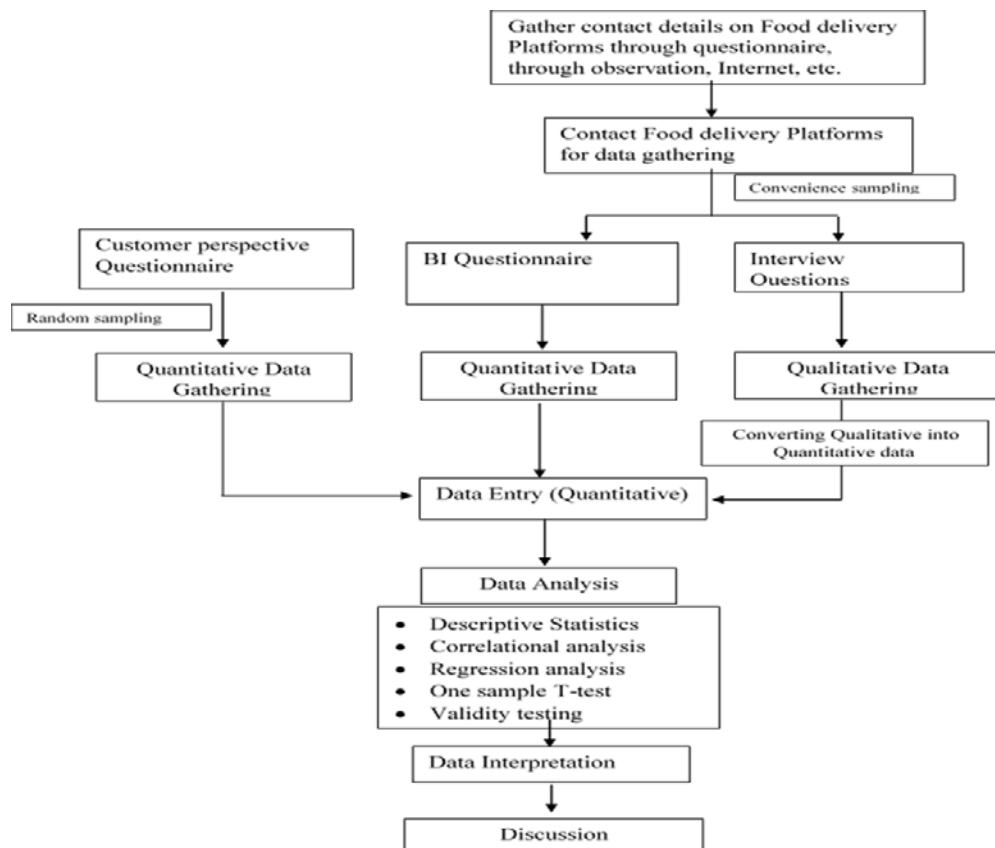 Gather contact details on Food delivery
Platforms through questionnaire,
through observation, Internet, etc.
Contact Food delivery Platforms
for data gathering
Convenience sampling
Customer perspective
Questionnaire
BI Questionnaire
Interview
Questions
Random sampling
Quantitative Data
Gathering
Quantitative Data
Gathering
Qualitative Data
Gathering
Converting Qualitative into
Quantitative data
Data Entry (Quantitative)
Data Analysis
• Descriptive Statistics
• Correlational analysis
• Regression analysis
• One sample T-test
• Validity testing
Data Interpretation
Discussion